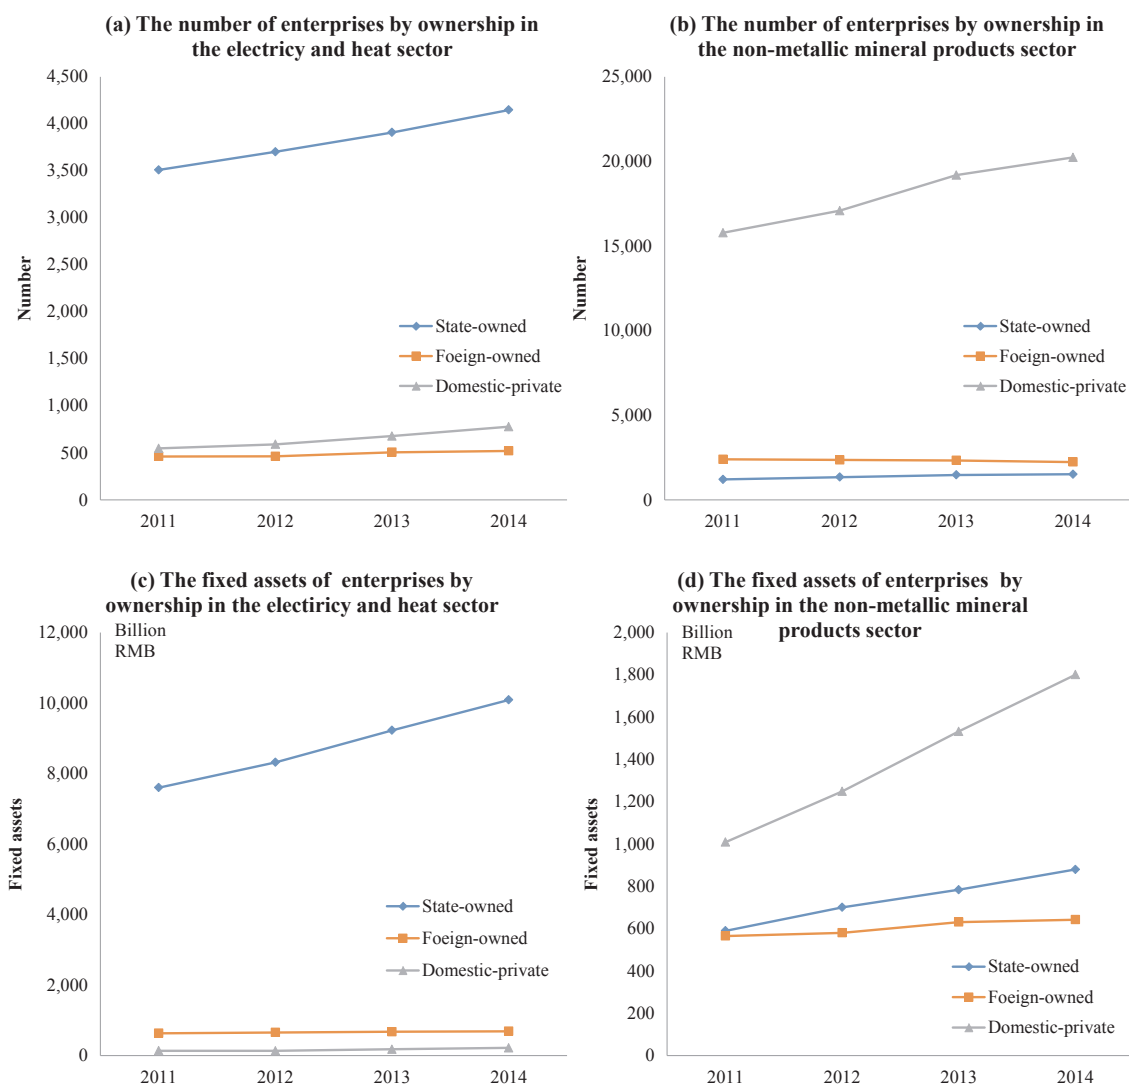 (a) The number of enterprises by ownership in
the electricy and heat sector
4,500
4,000
3,500
3,000
2,500
2,000
1,500
1,000
500
0
Number
State-owned
Foeign-owned
Domestic-private
2011 2012 2013 2014
(b) The number of enterprises by ownership in
the non-metallic mineral products sector
25,000
20,000
15,000
10,000
5,000
0
Number
State-owned
Foeign-owned
Domestic-private
2011 2012 2013 2014
(c) The fixed assets of enterprises by
ownership in the electiricy and heat sector
Billion
RMB
12,000
10,000
8,000
6,000
4,000
2,000
0
Fixed assets
State-owned
Foeign-owned
Domestic-private
2011 2012 2013 2014
(d) The fixed assets of enterprises by
ownership in the non-metallic mineral
products sector
Billion
RMB
2,000
1,800
1,600
1,400
1,200
1,000
800
600
400
200
0
Fixed assets
State-owned
Foeign-owned
Domestic-private
2011 2012 2013 2014